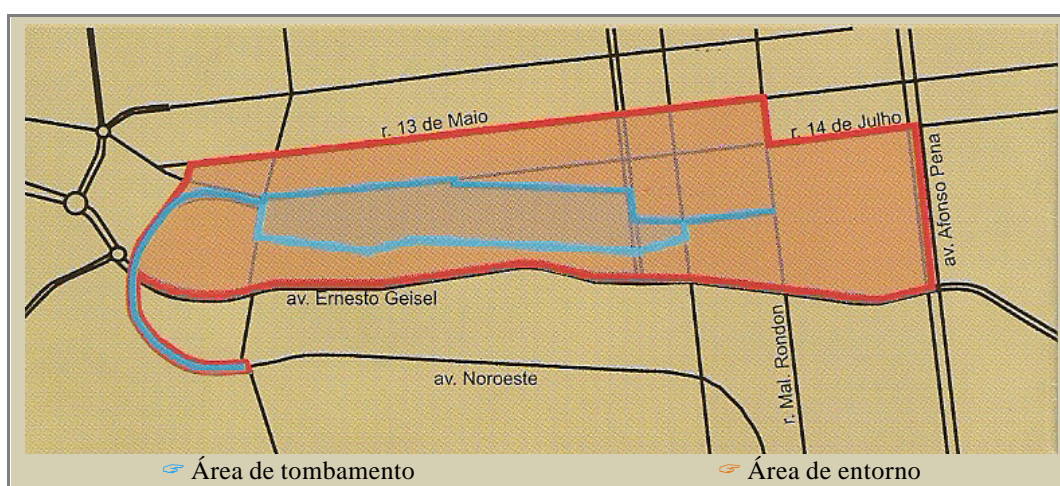 r. 13 de Maio
r. 14 de Julho
av. Afonso Pena
av. Ernesto Geisel
r. Mal. Rondon
av. Noroeste
☞ Área de tombamento
☞ Área de entorno